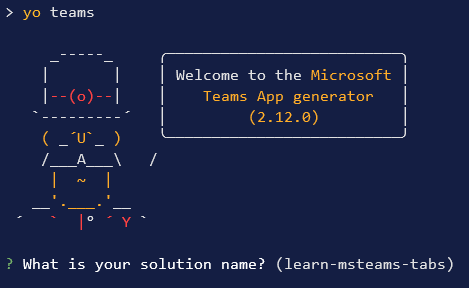 > yo teams
Welcome to the Microsoft
Teams App generator
(2.12.0)
? What is your solution name? (learn-msteams-tabs)